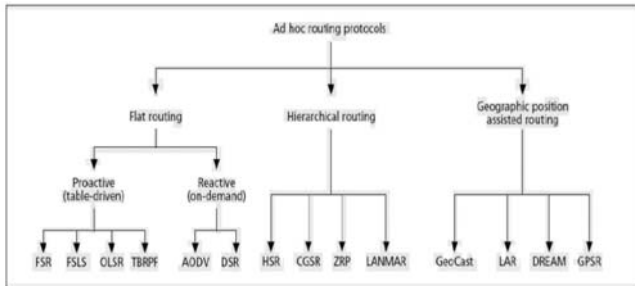 Ad hoc routing protocols
Flat routing
Hierarchical routing
Geographic position
assisted routing
Proactive
(table-driven)
Reactive
(on-demand)
FSR FSLS OLSR TBRPF AODV DSR HSR CGSR ZRP LANMAR GeoCast LAR DREAM GPSR